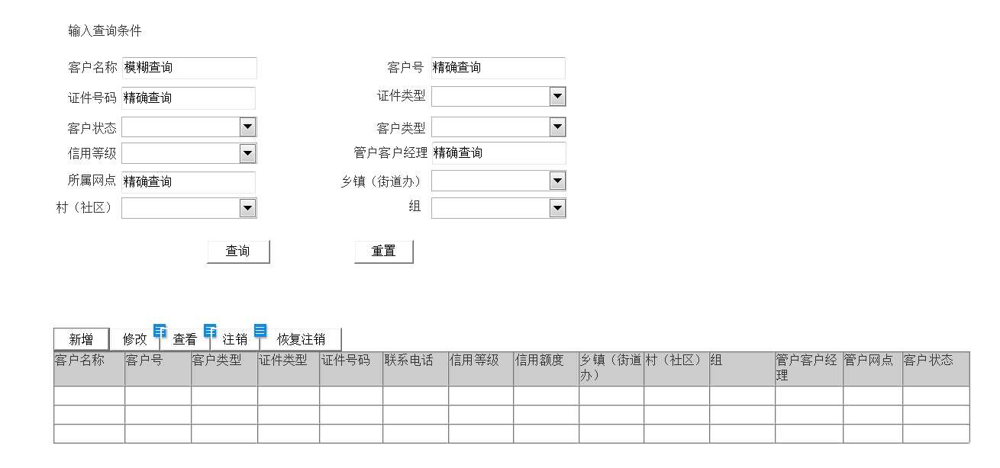 输入查询条件
客户名称 模糊查询 客户号 精确查询
证件号码 精确查询 证件类型
客户状态 客户类型
信用等级 管户客户经理 精确查询
所属网点 精确查询 乡镇（街道办）
村（社区） 组
查询 重置
新增 修改 查看 注销 恢复注销
客户名称 客户号 客户类型 证件类型 证件号码 联系电话 信用等级 信用额度 乡镇（街道办） 村（社区） 组 管户客户经理 管户网点 客户状态